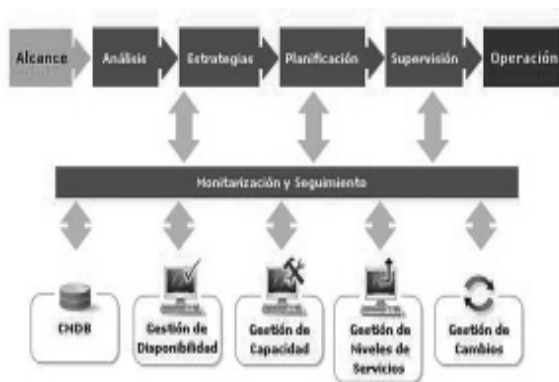 Alcance
Análisis
Estrategias
Planificación
Supervisión
Operación
Monitarización y Seguimiento
CMDB
Gestión de
Disponibilidad
Gestión de
Capacidad
Gestión de
Niveles de
Servicios
Gestión de
Cambios